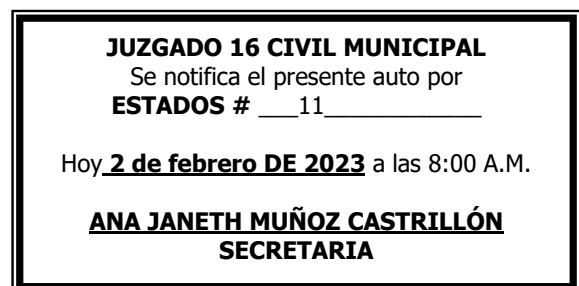 JUZGADO 16 CIVIL MUNICIPAL
Se notifica el presente auto por
ESTADOS # ___11____________
Hoy 2 de febrero DE 2023 a las 8:00 A.M.
ANA JANETH MUÑOZ CASTRILLÓN
SECRETARIA